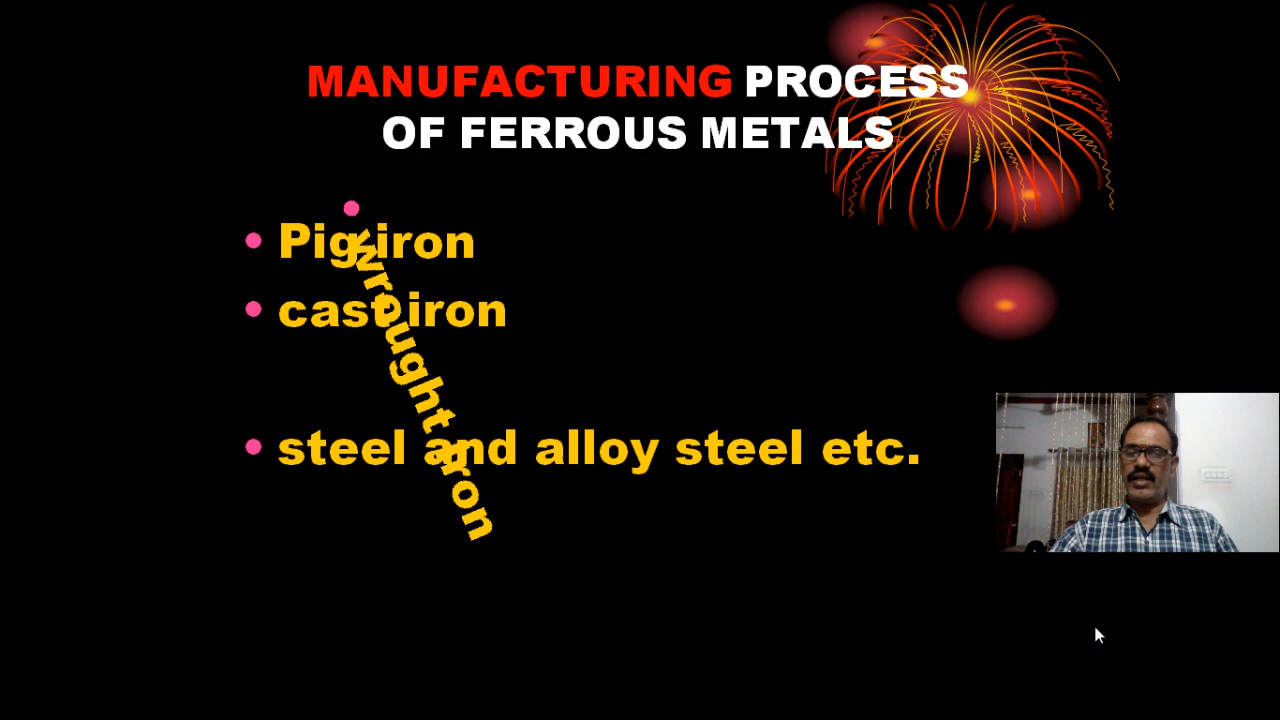 MANUFACTURING PROCESS
OF FERROUS METALS
• Pig iron
• cast iron
• wrought iron
• steel and alloy steel etc.